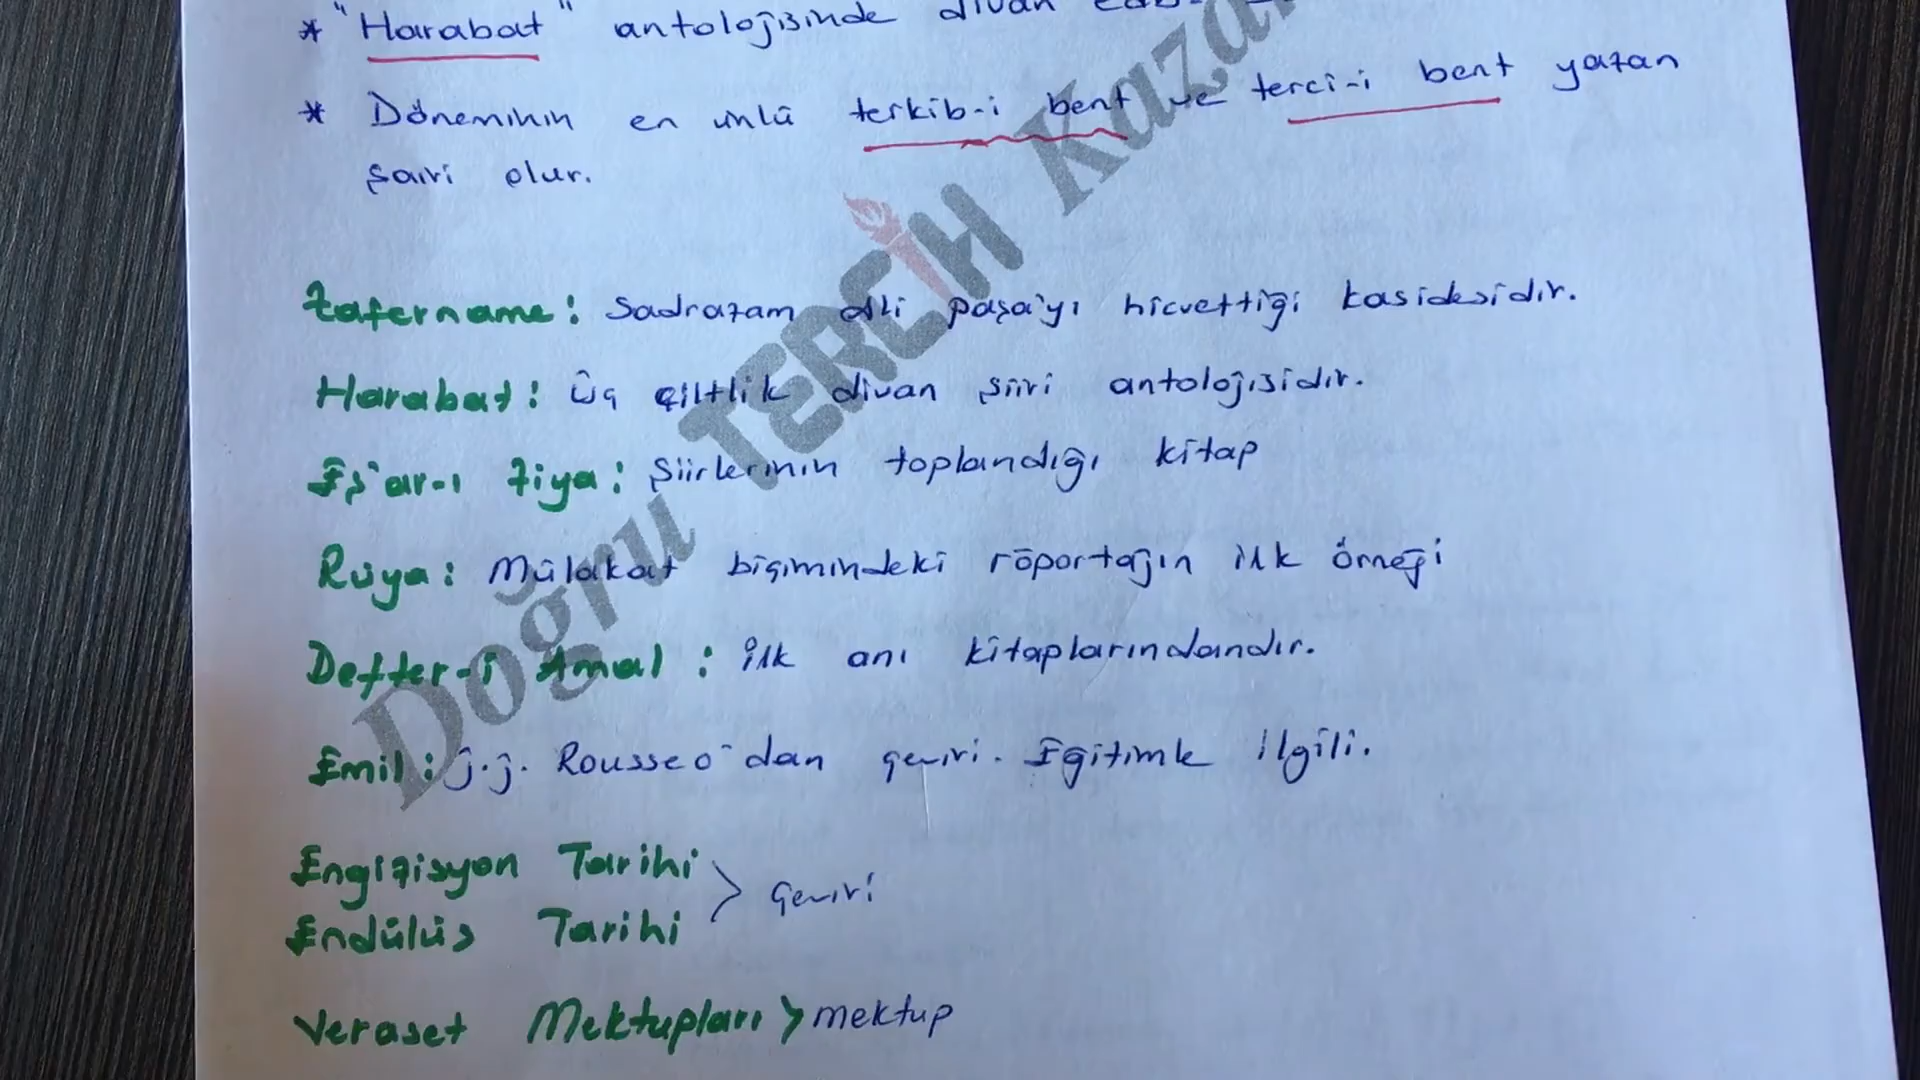 * "Harabat" antolojisinde divan
* Döneminin en ünlü terkib-i bent ve terci-i bent yazan
şairi olur.
Zafername: Sadrazam Ali paşa'yı hicvettiği kasidesidir.
Harabat: Üç ciltlik divan şiiri antolojisidir.
Eş'ar-ı Ziya: Şiirlerinin toplandığı kitap
Rüya: Mülakat biçimindeki röportajın ilk örneği
Defter-i Amal: ilk anı kitaplarındandır.
Emil: j.j. Rousseo'dan çeviri. Eğitimle ilgili.
Engizisyon Tarihi
> çeviri
Endülüs Tarihi
Veraset Mektupları > mektup
Doğru TERCİH